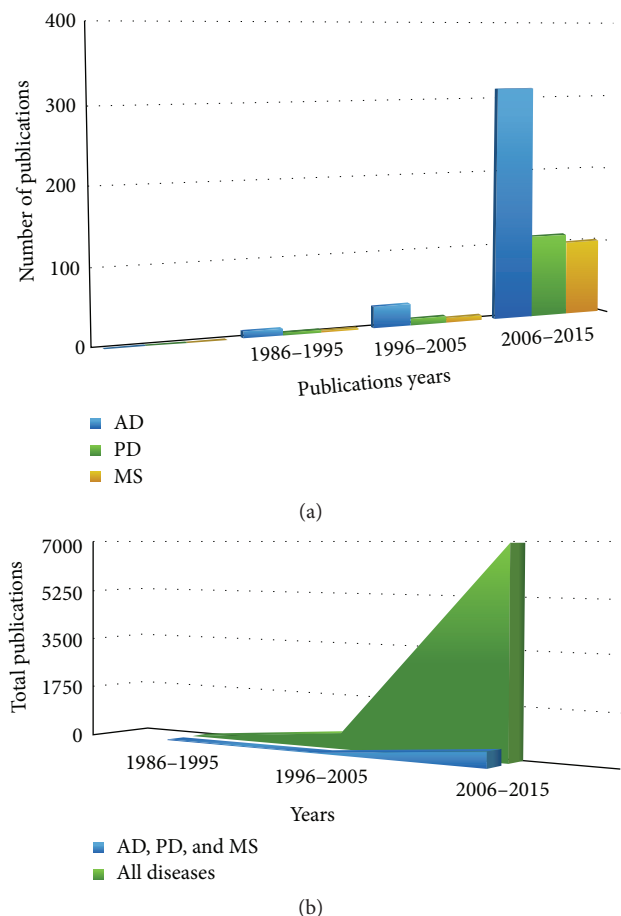 400
300
200
100
0
Number of publications
1986–1995
1996–2005
2006–2015
Publications years
AD
PD
MS
(a)
7000
5250
3500
1750
0
Total publications
1986–1995
1996–2005
2006–2015
Years
AD, PD, and MS
All diseases
(b)